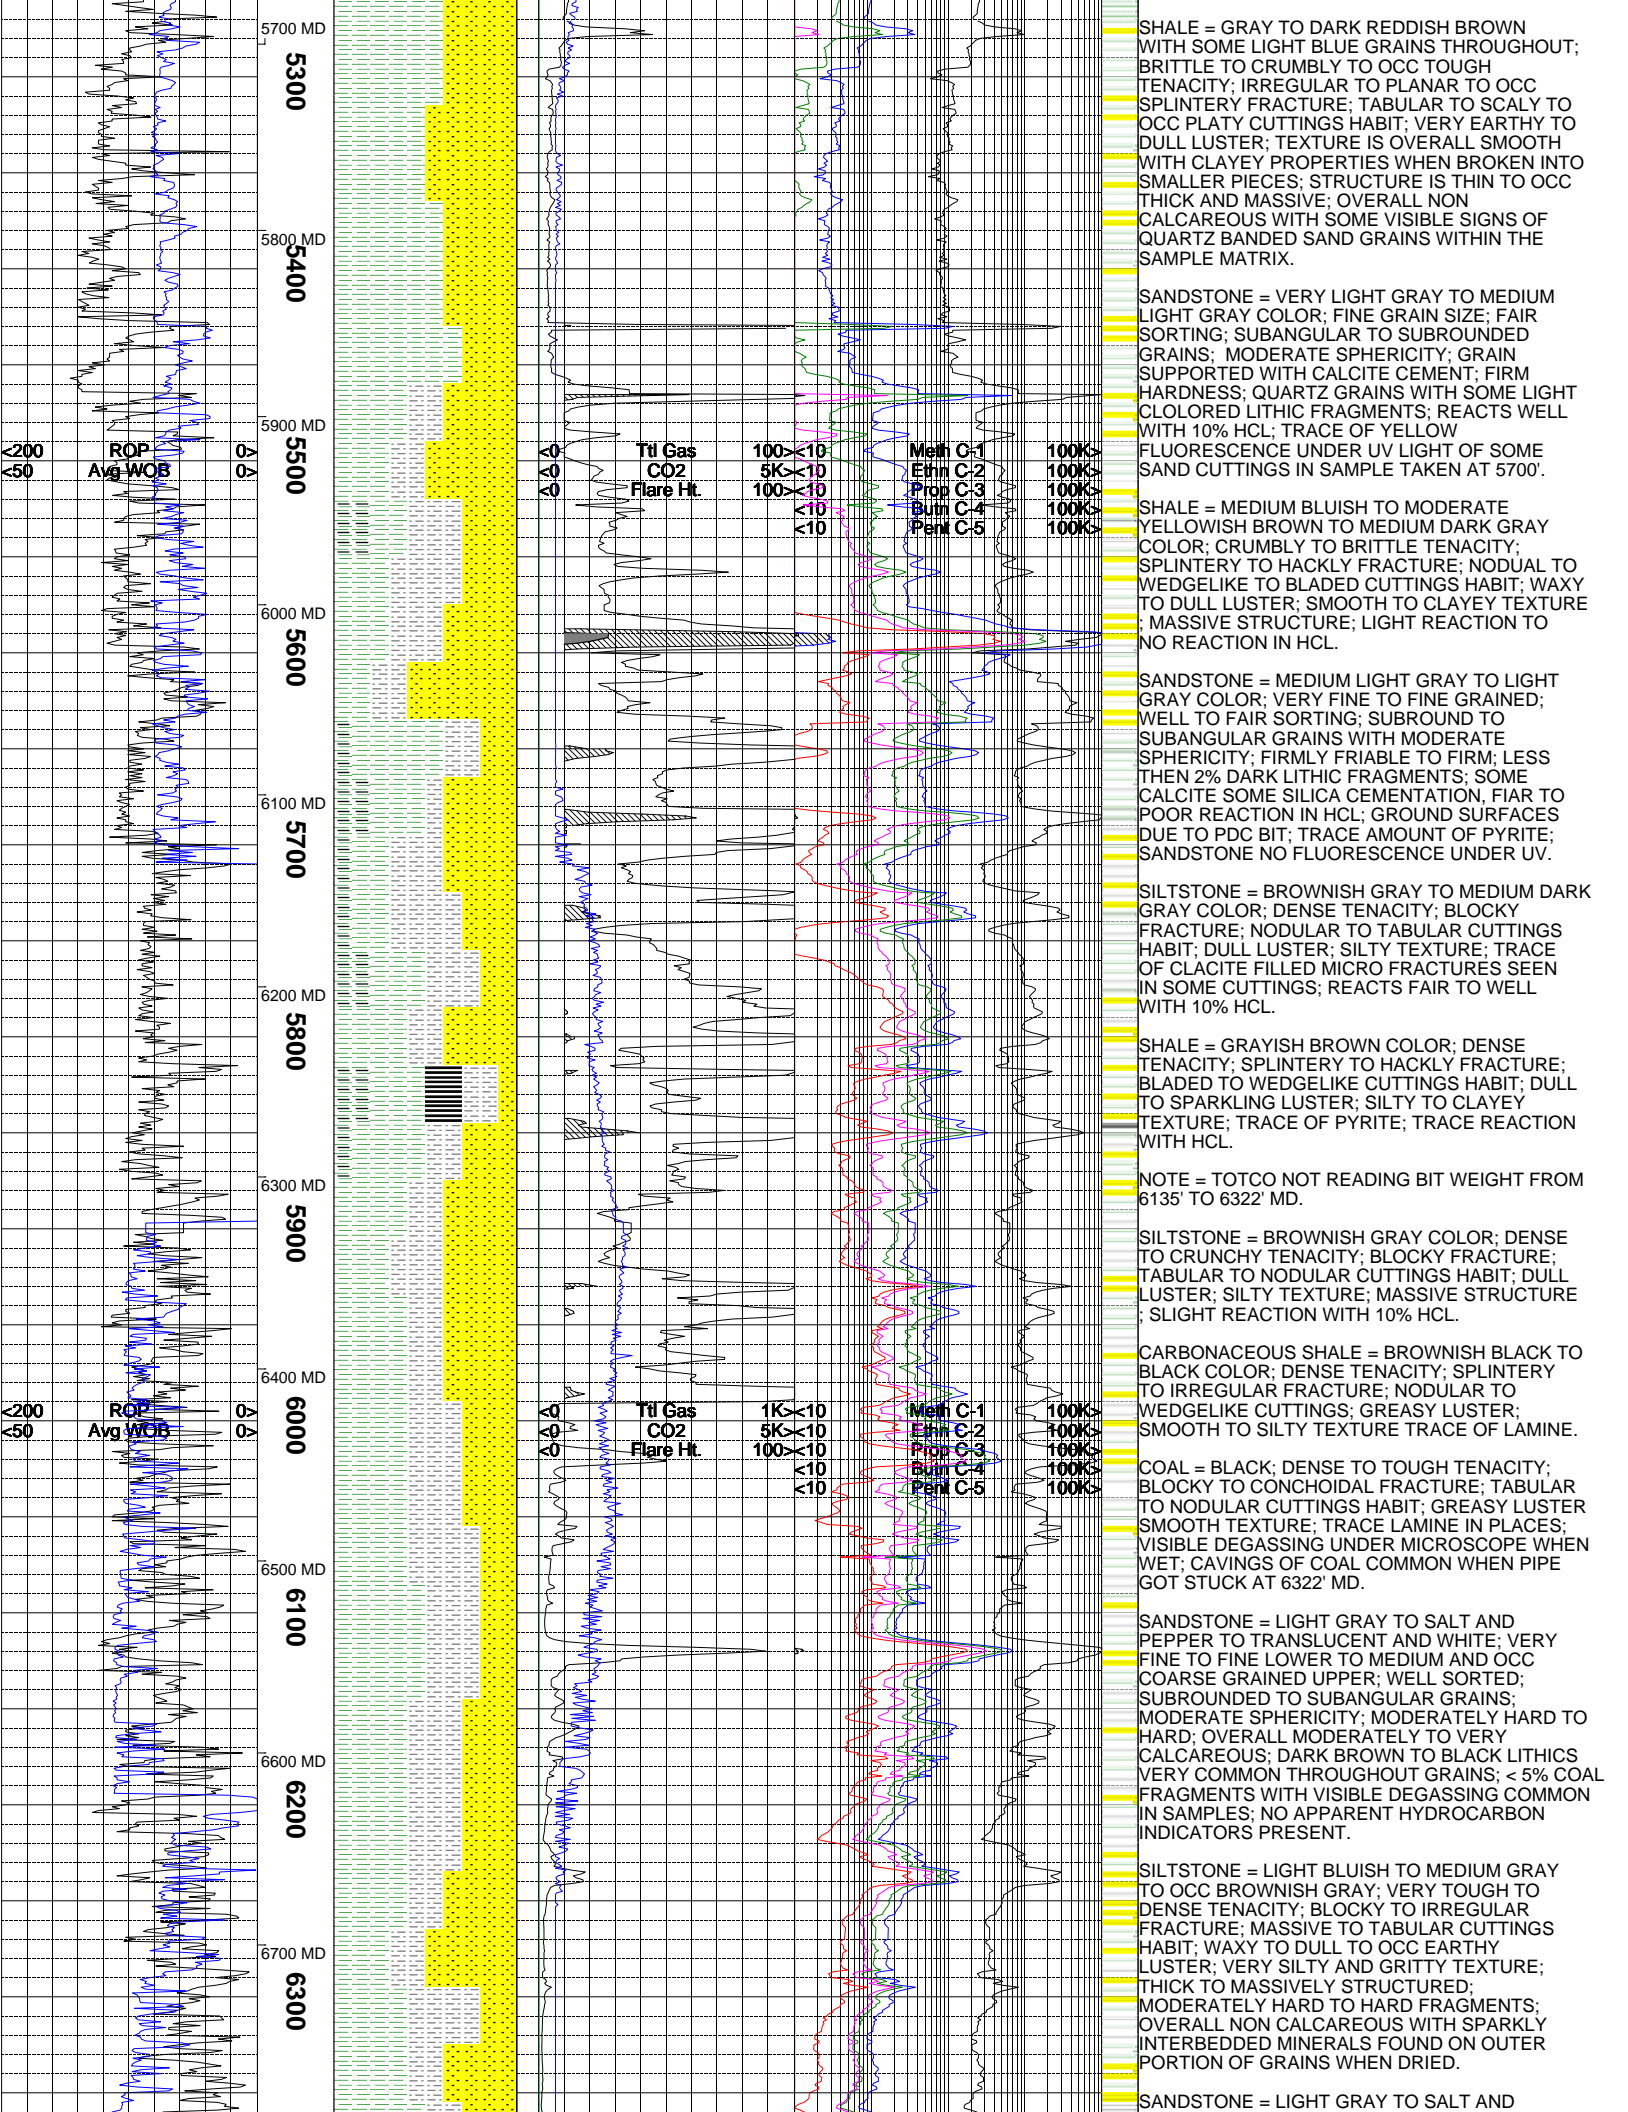 5700 MD
5300
5800 MD
5400
5900 MD
<200 ROP 0>
<50 Avg WOB 0>
5500
<0 Ttl Gas 100>
<0 CO2 5K>
<0 Flare Ht. 100>
<10 Meth C-1 100K>
<10 Ethn C-2 100K>
<10 Prop C-3 100K>
<10 Butn C-4 100K>
<10 Pent C-5 100K>
6000 MD
5600
6100 MD
5700
6200 MD
5800
6300 MD
5900
6400 MD
<200 ROP 0>
<50 Avg WOB 0>
6000
<0 Ttl Gas 1K>
<0 CO2 5K>
<0 Flare Ht. 100>
<10 Meth C-1 100K>
<10 Ethn C-2 100K>
<10 Prop C-3 100K>
<10 Butn C-4 100K>
<10 Pent C-5 100K>
6500 MD
6100
6600 MD
6200
6700 MD
6300
SHALE = GRAY TO DARK REDDISH BROWN
WITH SOME LIGHT BLUE GRAINS THROUGHOUT;
BRITTLE TO CRUMBLY TO OCC TOUGH
TENACITY; IRREGULAR TO PLANAR TO OCC
SPLINTERY FRACTURE; TABULAR TO SCALY TO
OCC PLATY CUTTINGS HABIT; VERY EARTHY TO
DULL LUSTER; TEXTURE IS OVERALL SMOOTH
WITH CLAYEY PROPERTIES WHEN BROKEN INTO
SMALLER PIECES; STRUCTURE IS THIN TO OCC
THICK AND MASSIVE; OVERALL NON
CALCAREOUS WITH SOME VISIBLE SIGNS OF
QUARTZ BANDED SAND GRAINS WITHIN THE
SAMPLE MATRIX.
SANDSTONE = VERY LIGHT GRAY TO MEDIUM
LIGHT GRAY COLOR; FINE GRAIN SIZE; FAIR
SORTING; SUBANGULAR TO SUBROUNDED
GRAINS; MODERATE SPHERICITY; GRAIN
SUPPORTED WITH CALCITE CEMENT; FIRM
HARDNESS; QUARTZ GRAINS WITH SOME LIGHT
CLOLORED LITHIC FRAGMENTS; REACTS WELL
WITH 10% HCL; TRACE OF YELLOW
FLUORESCENCE UNDER UV LIGHT OF SOME
SAND CUTTINGS IN SAMPLE TAKEN AT 5700'.
SHALE = MEDIUM BLUISH TO MODERATE
YELLOWISH BROWN TO MEDIUM DARK GRAY
COLOR; CRUMBLY TO BRITTLE TENACITY;
SPLINTERY TO HACKLY FRACTURE; NODUAL TO
WEDGELIKE TO BLADED CUTTINGS HABIT; WAXY
TO DULL LUSTER; SMOOTH TO CLAYEY TEXTURE
; MASSIVE STRUCTURE; LIGHT REACTION TO
NO REACTION IN HCL.
SANDSTONE = MEDIUM LIGHT GRAY TO LIGHT
GRAY COLOR; VERY FINE TO FINE GRAINED;
WELL TO FAIR SORTING; SUBROUND TO
SUBANGULAR GRAINS WITH MODERATE
SPHERICITY; FIRMLY FRIABLE TO FIRM; LESS
THEN 2% DARK LITHIC FRAGMENTS; SOME
CALCITE SOME SILICA CEMENTATION, FIAR TO
POOR REACTION IN HCL; GROUND SURFACES
DUE TO PDC BIT; TRACE AMOUNT OF PYRITE;
SANDSTONE NO FLUORESCENCE UNDER UV.
SILTSTONE = BROWNISH GRAY TO MEDIUM DARK
GRAY COLOR; DENSE TENACITY; BLOCKY
FRACTURE; NODULAR TO TABULAR CUTTINGS
HABIT; DULL LUSTER; SILTY TEXTURE; TRACE
OF CLACITE FILLED MICRO FRACTURES SEEN
IN SOME CUTTINGS; REACTS FAIR TO WELL
WITH 10% HCL.
SHALE = GRAYISH BROWN COLOR; DENSE
TENACITY; SPLINTERY TO HACKLY FRACTURE;
BLADED TO WEDGELIKE CUTTINGS HABIT; DULL
TO SPARKLING LUSTER; SILTY TO CLAYEY
TEXTURE; TRACE OF PYRITE; TRACE REACTION
WITH HCL.
NOTE = TOTCO NOT READING BIT WEIGHT FROM
6135' TO 6322' MD.
SILTSTONE = BROWNISH GRAY COLOR; DENSE
TO CRUNCHY TENACITY; BLOCKY FRACTURE;
TABULAR TO NODULAR CUTTINGS HABIT; DULL
LUSTER; SILTY TEXTURE; MASSIVE STRUCTURE
; SLIGHT REACTION WITH 10% HCL.
CARBONACEOUS SHALE = BROWNISH BLACK TO
BLACK COLOR; DENSE TENACITY; SPLINTERY
TO IRREGULAR FRACTURE; NODULAR TO
WEDGELIKE CUTTINGS; GREASY LUSTER;
SMOOTH TO SILTY TEXTURE TRACE OF LAMINE.
COAL = BLACK; DENSE TO TOUGH TENACITY;
BLOCKY TO CONCHOIDAL FRACTURE; TABULAR
TO NODULAR CUTTINGS HABIT; GREASY LUSTER
SMOOTH TEXTURE; TRACE LAMINE IN PLACES;
VISIBLE DEGASSING UNDER MICROSCOPE WHEN
WET; CAVINGS OF COAL COMMON WHEN PIPE
GOT STUCK AT 6322' MD.
SANDSTONE = LIGHT GRAY TO SALT AND
PEPPER TO TRANSLUCENT AND WHITE; VERY
FINE TO FINE LOWER TO MEDIUM AND OCC
COARSE GRAINED UPPER; WELL SORTED;
SUBROUNDED TO SUBANGULAR GRAINS;
MODERATE SPHERICITY; MODERATELY HARD TO
HARD; OVERALL MODERATELY TO VERY
CALCAREOUS; DARK BROWN TO BLACK LITHICS
VERY COMMON THROUGHOUT GRAINS; < 5% COAL
FRAGMENTS WITH VISIBLE DEGASSING COMMON
IN SAMPLES; NO APPARENT HYDROCARBON
INDICATORS PRESENT.
SILTSTONE = LIGHT BLUISH TO MEDIUM GRAY
TO OCC BROWNISH GRAY; VERY TOUGH TO
DENSE TENACITY; BLOCKY TO IRREGULAR
FRACTURE; MASSIVE TO TABULAR CUTTINGS
HABIT; WAXY TO DULL TO OCC EARTHY
LUSTER; VERY SILTY AND GRITTY TEXTURE;
THICK TO MASSIVELY STRUCTURED;
MODERATELY HARD TO HARD FRAGMENTS;
OVERALL NON CALCAREOUS WITH SPARKLY
INTERBEDDED MINERALS FOUND ON OUTER
PORTION OF GRAINS WHEN DRIED.
SANDSTONE = LIGHT GRAY TO SALT AND